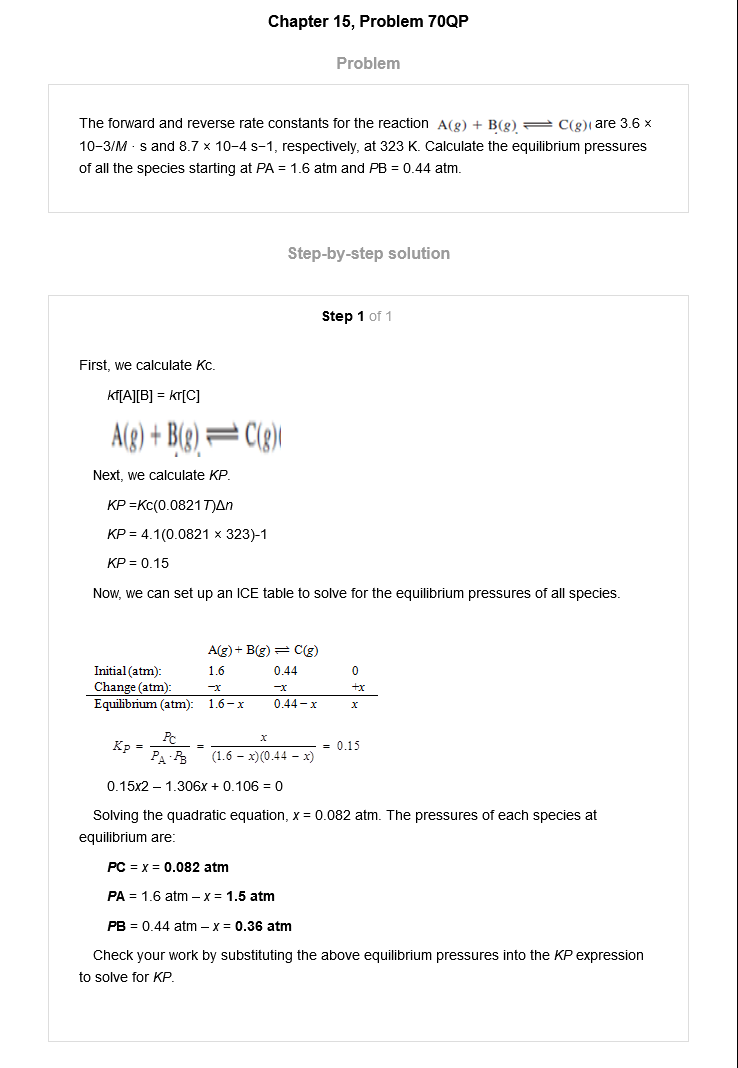 Chapter 15, Problem 70QP
Problem
The forward and reverse rate constants for the reaction A(g) + B(g) ⇌ C(g) are 3.6 ×
10−3/M · s and 8.7 × 10−4 s−1, respectively, at 323 K. Calculate the equilibrium pressures
of all the species starting at PA = 1.6 atm and PB = 0.44 atm.
Step-by-step solution
Step 1 of 1
First, we calculate Kc.
kf[A][B] = kr[C]
A(g) + B(g) ⇌ C(g)
Next, we calculate KP.
KP =Kc(0.0821T)Δn
KP = 4.1(0.0821 × 323)-1
KP = 0.15
Now, we can set up an ICE table to solve for the equilibrium pressures of all species.
A(g) + B(g) ⇌ C(g)
Initial (atm): 1.6 0.44 0
Change (atm): −x −x +x
Equilibrium (atm): 1.6 − x 0.44 − x x
KP = PC / PA · PB = x / (1.6 − x)(0.44 − x) = 0.15
0.15x2 – 1.306x + 0.106 = 0
Solving the quadratic equation, x = 0.082 atm. The pressures of each species at
equilibrium are:
PC = x = 0.082 atm
PA = 1.6 atm – x = 1.5 atm
PB = 0.44 atm – x = 0.36 atm
Check your work by substituting the above equilibrium pressures into the KP expression
to solve for KP.